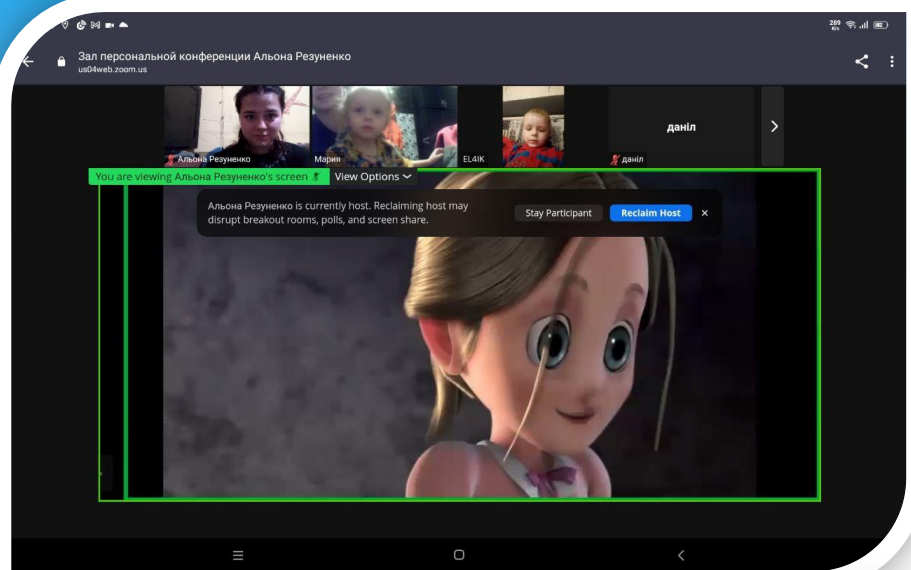 289
K/s
82
Зал персональной конференции Альона Резуненко
us04web.zoom.us
Альона Резуненко
Мария
EL4IK
даніл
даніл
You are viewing Альона Резуненко's screen
View Options
Альона Резуненко is currently host. Reclaiming host may
disrupt breakout rooms, polls, and screen share.
Stay Participant
Reclaim Host